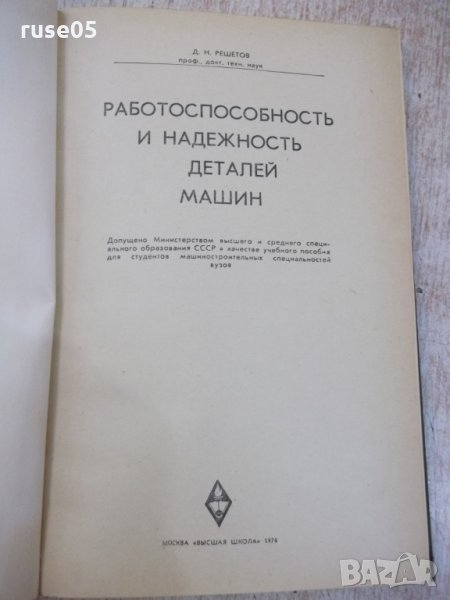 ruse05
Д. Н. РЕШЕТОВ
проф., докт. техн. наук
РАБОТОСПОСОБНОСТЬ
И НАДЕЖНОСТЬ
ДЕТАЛЕЙ
МАШИН
Допущено Министерством высшего и среднего специ-
ального образования СССР в качестве учебного пособия
для студентов машиностроительных специальностей
вузов
МОСКВА «ВЫСШАЯ ШКОЛА» 1974
BAZAR